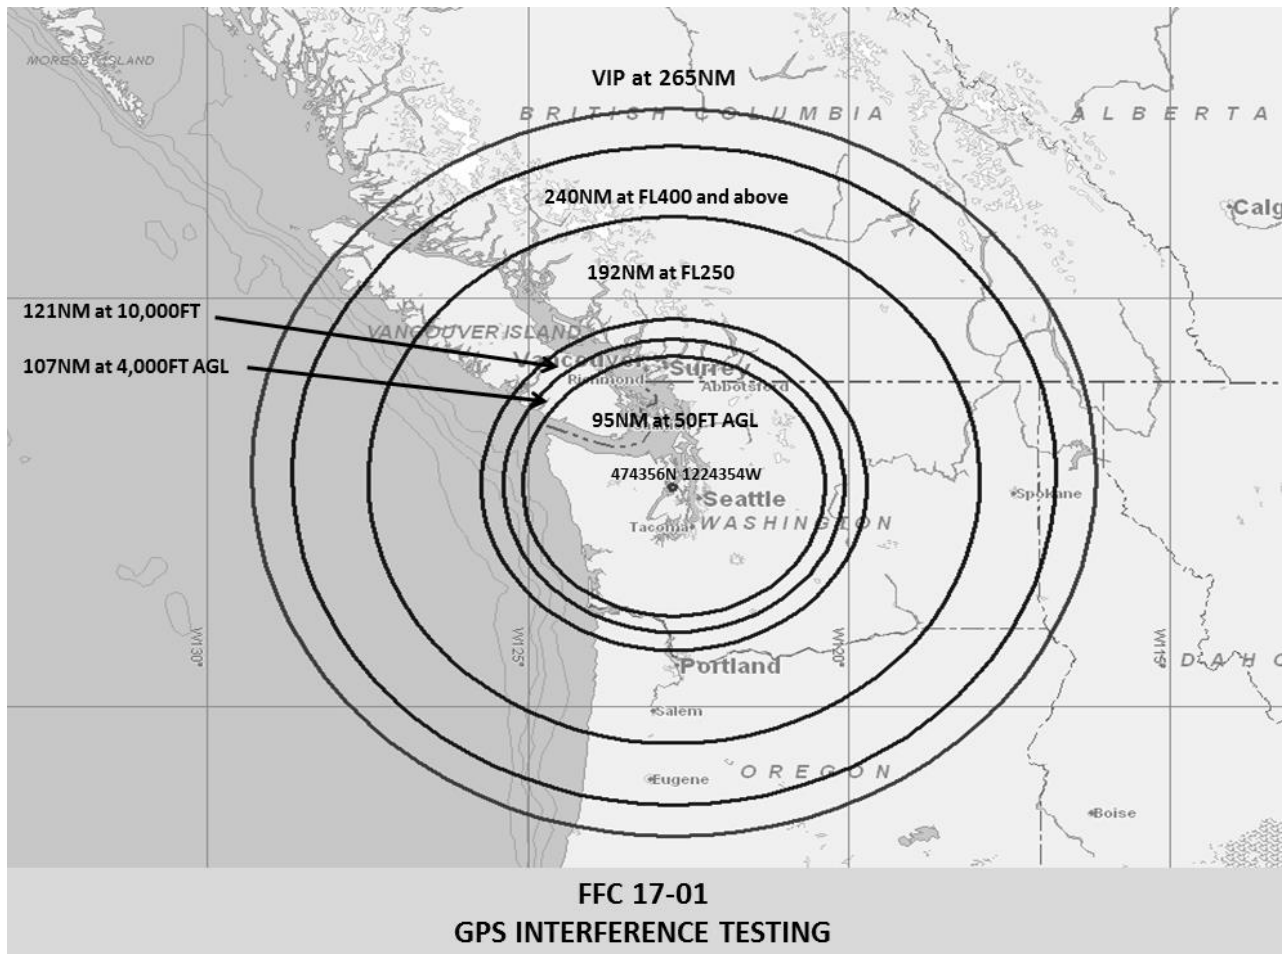 MORESBY ISLAND
VIP at 265NM
BRITISH COLUMBIA
ALBERTA
240NM at FL400 and above
Calg
192NM at FL250
121NM at 10,000FT
VANCOUVER ISLAND
107NM at 4,000FT AGL
Vancouver
Surrey
Richmond
Abbotsford
95NM at 50FT AGL
474356N 1224354W
Seattle
Spokane
Tacoma
WASHINGTON
W130°
W125°
W120°
W115°
Portland
IDAHO
Salem
Eugene
OREGON
Boise
FFC 17-01
GPS INTERFERENCE TESTING